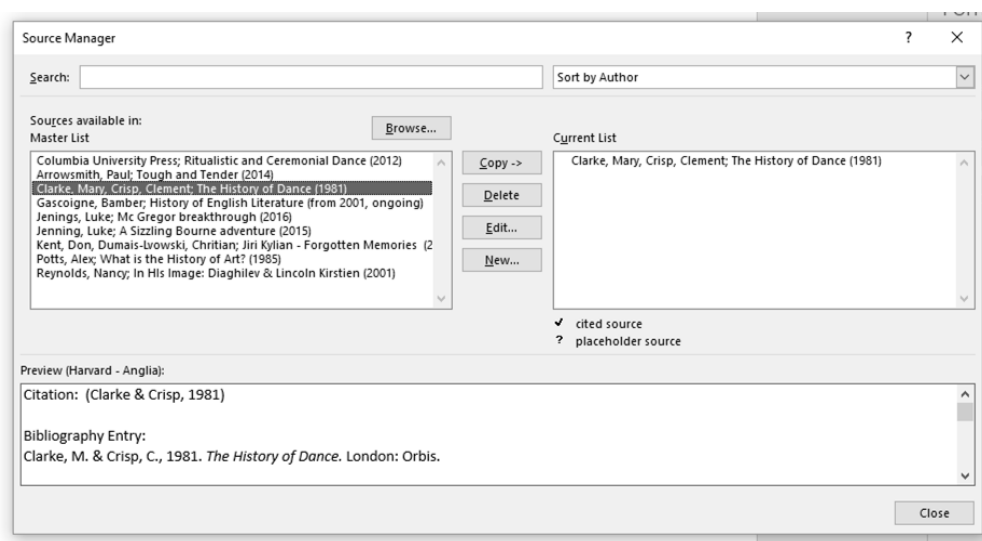 Source Manager
?
Search:
Sort by Author
Sources available in:
Master List
Browse...
Current List
Columbia University Press; Ritualistic and Ceremonial Dance (2012)
Arrowsmith, Paul; Tough and Tender (2014)
Clarke, Mary, Crisp, Clement; The History of Dance (1981)
Gascoigne, Bamber; History of English Literature (from 2001, ongoing)
Jenings, Luke; Mc Gregor breakthrough (2016)
Jenning, Luke; A Sizzling Bourne adventure (2015)
Kent, Don, Dumais-Lvowski, Chritian; Jiri Kylian - Forgotten Memories (2
Potts, Alex; What is the History of Art? (1985)
Reynolds, Nancy; In HIs Image: Diaghilev & Lincoln Kirstien (2001)
Copy ->
Delete
Edit...
New...
Clarke, Mary, Crisp, Clement; The History of Dance (1981)
✓ cited source
? placeholder source
Preview (Harvard - Anglia):
Citation: (Clarke & Crisp, 1981)
Bibliography Entry:
Clarke, M. & Crisp, C., 1981. The History of Dance. London: Orbis.
Close